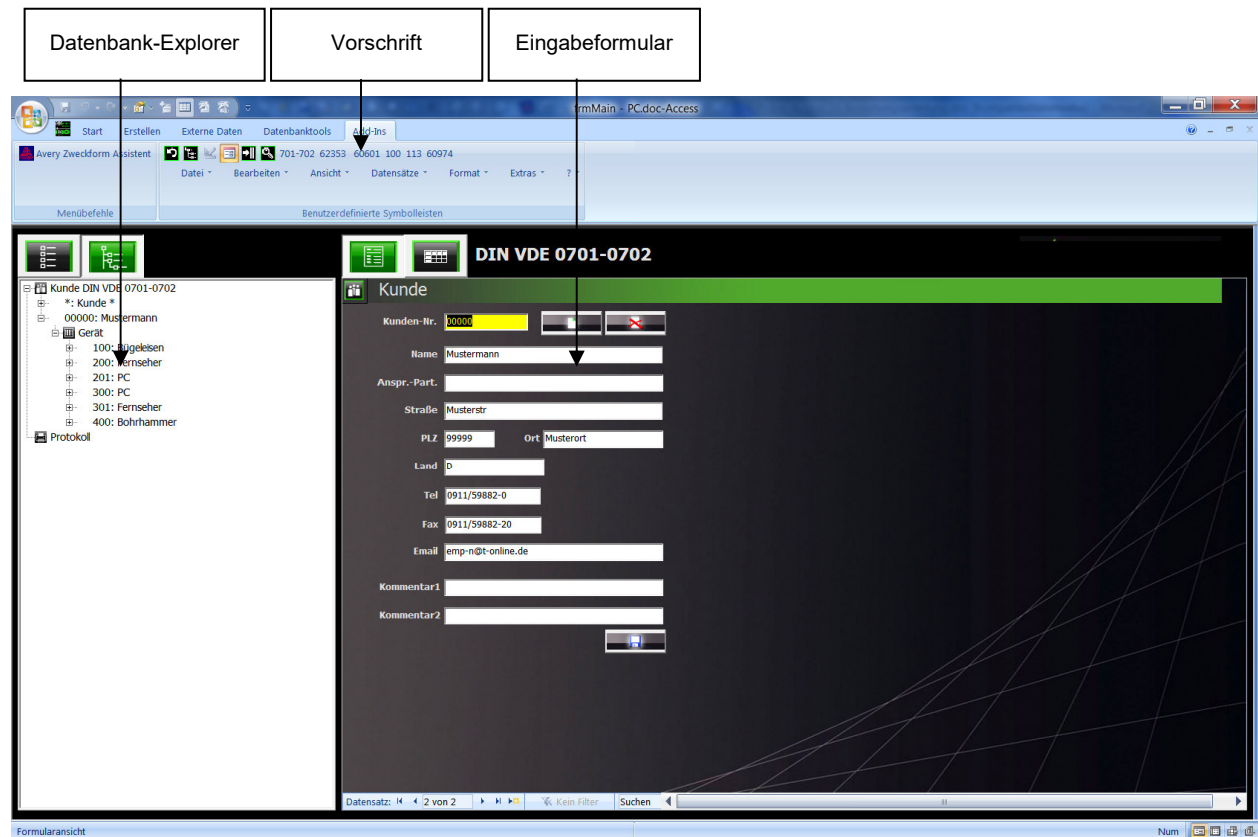 Datenbank-Explorer Vorschrift Eingabeformular
frmMain - PC.doc-Access
Start Erstellen Externe Daten Datenbanktools Add-Ins
Avery Zweckform Assistent 701-702 62353 60601 100 113 60974
Datei Bearbeiten Ansicht Datensätze Format Extras ?
Menübefehle Benutzerdefinierte Symbolleisten
DIN VDE 0701-0702
Kunde DIN VDE 0701-0702
*: Kunde *
00000: Mustermann
Gerät
100: Bügeleisen
200: Fernseher
201: PC
300: PC
301: Fernseher
400: Bohrhammer
Protokoll
Kunde
Kunden-Nr. 00000
Name Mustermann
Anspr.-Part.
Straße Musterstr
PLZ 99999 Ort Musterort
Land D
Tel 0911/59882-0
Fax 0911/59882-20
Email emp-n@t-online.de
Kommentar1
Kommentar2
Datensatz: 2 von 2 Kein Filter Suchen
Formularansicht Num